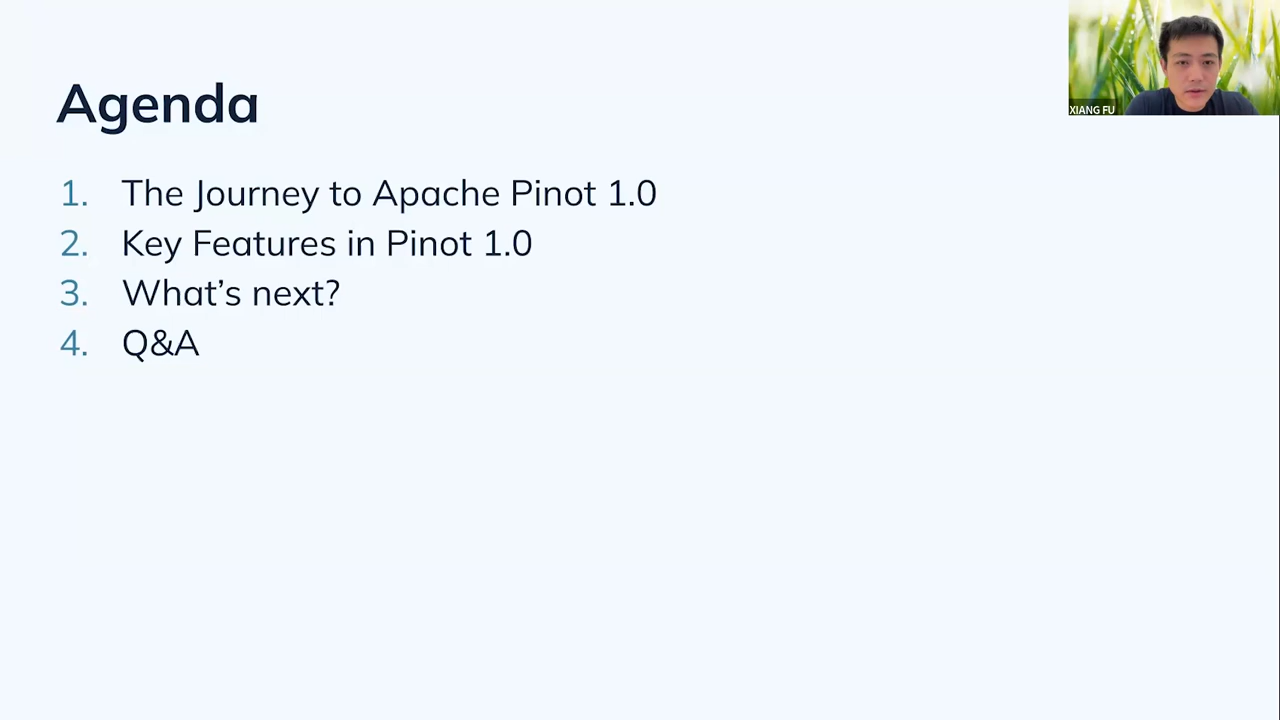 Agenda
1. The Journey to Apache Pinot 1.0
2. Key Features in Pinot 1.0
3. What’s next?
4. Q&A
XIANG FU